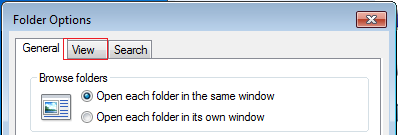 Folder Options
General View Search
Browse folders
Open each folder in the same window
Open each folder in its own window